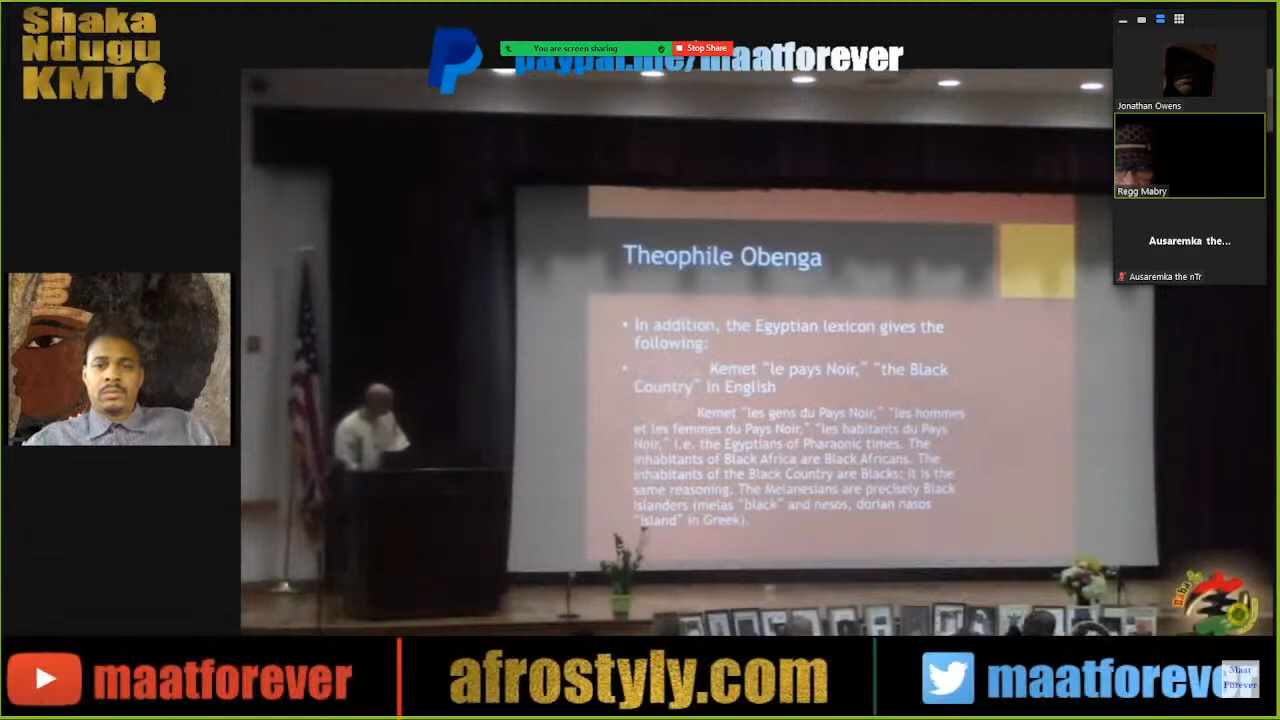 Shaka
Ndugu
KMT
You are screen sharing
Stop Share
paypal.me/maatforever
Jonathan Owens
Regg Mabry
Ausaremka the...
Ausaremka the nTr
Theophile Obenga
• In addition, the Egyptian lexicon gives the
following:
• Kemet "le pays Noir," "the Black
Country" in English
Kemet "les gens du Pays Noir," "les hommes
et les femmes du Pays Noir," "les habitants du Pays
Noir," i.e. the Egyptians of Pharaonic times. The
inhabitants of Black Africa are Black Africans. The
inhabitants of the Black Country are Blacks: it is the
same reasoning. The Melanesians are precisely Black
Islanders (melas "black" and nesos, dorian nasos
"island" in Greek).
Baba
maatforever
afrostyly.com
maatforeve
Maat
Forever